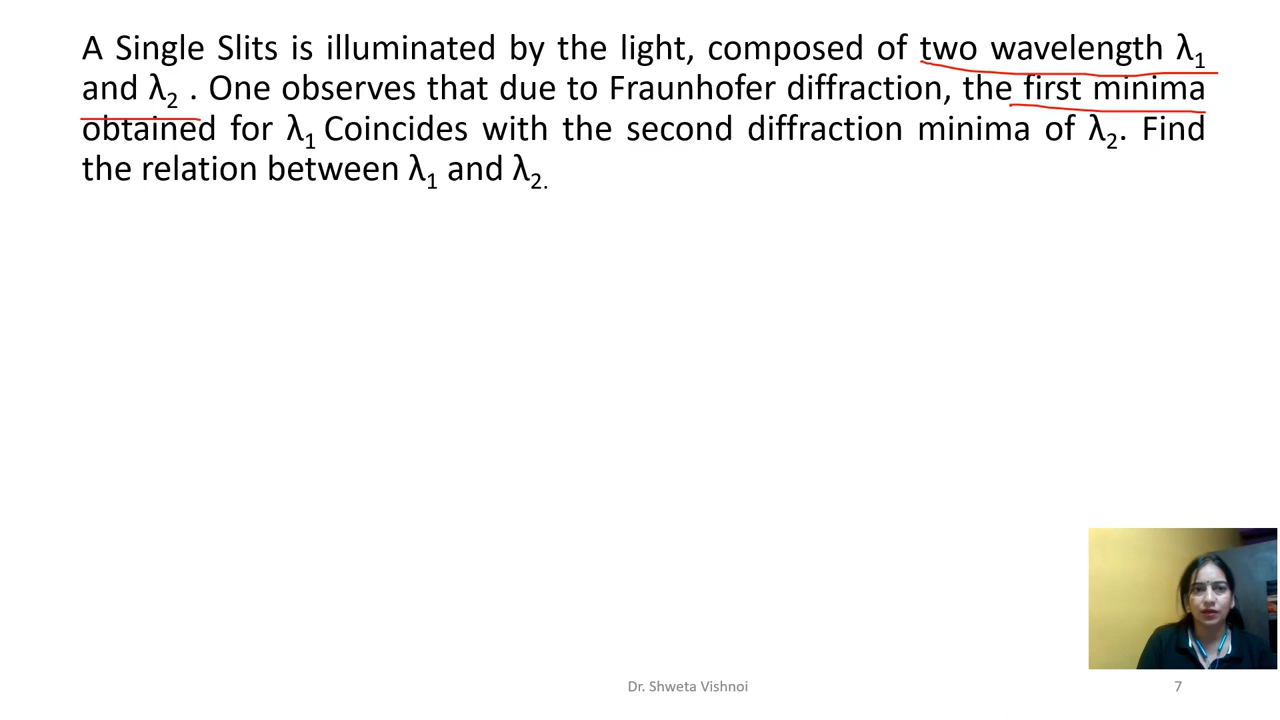 A Single Slits is illuminated by the light, composed of two wavelength λ₁
and λ₂ . One observes that due to Fraunhofer diffraction, the first minima
obtained for λ₁ Coincides with the second diffraction minima of λ₂. Find
the relation between λ₁ and λ₂.
Dr. Shweta Vishnoi
7